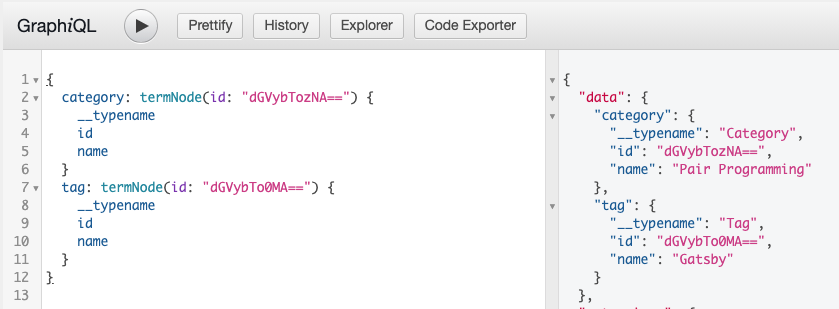 GraphiQL Prettify History Explorer Code Exporter
1 {
2 category: termNode(id: "dGVybTozNA==") {
3 __typename
4 id
5 name
6 }
7 tag: termNode(id: "dGVybTo0MA==") {
8 __typename
9 id
10 name
11 }
12 }
13
{
"data": {
"category": {
"__typename": "Category",
"id": "dGVybTozNA==",
"name": "Pair Programming"
},
"tag": {
"__typename": "Tag",
"id": "dGVybTo0MA==",
"name": "Gatsby"
}
},